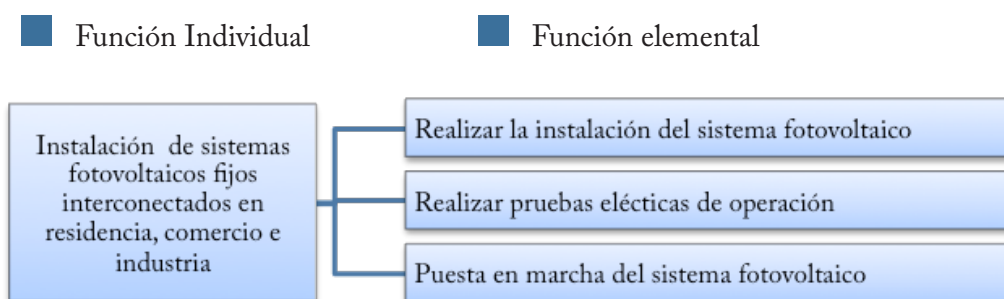 Función Individual
Función elemental
Instalación de sistemas
fotovoltaicos fijos
interconectados en
residencia, comercio e
industria
Realizar la instalación del sistema fotovoltaico
Realizar pruebas elécticas de operación
Puesta en marcha del sistema fotovoltaico